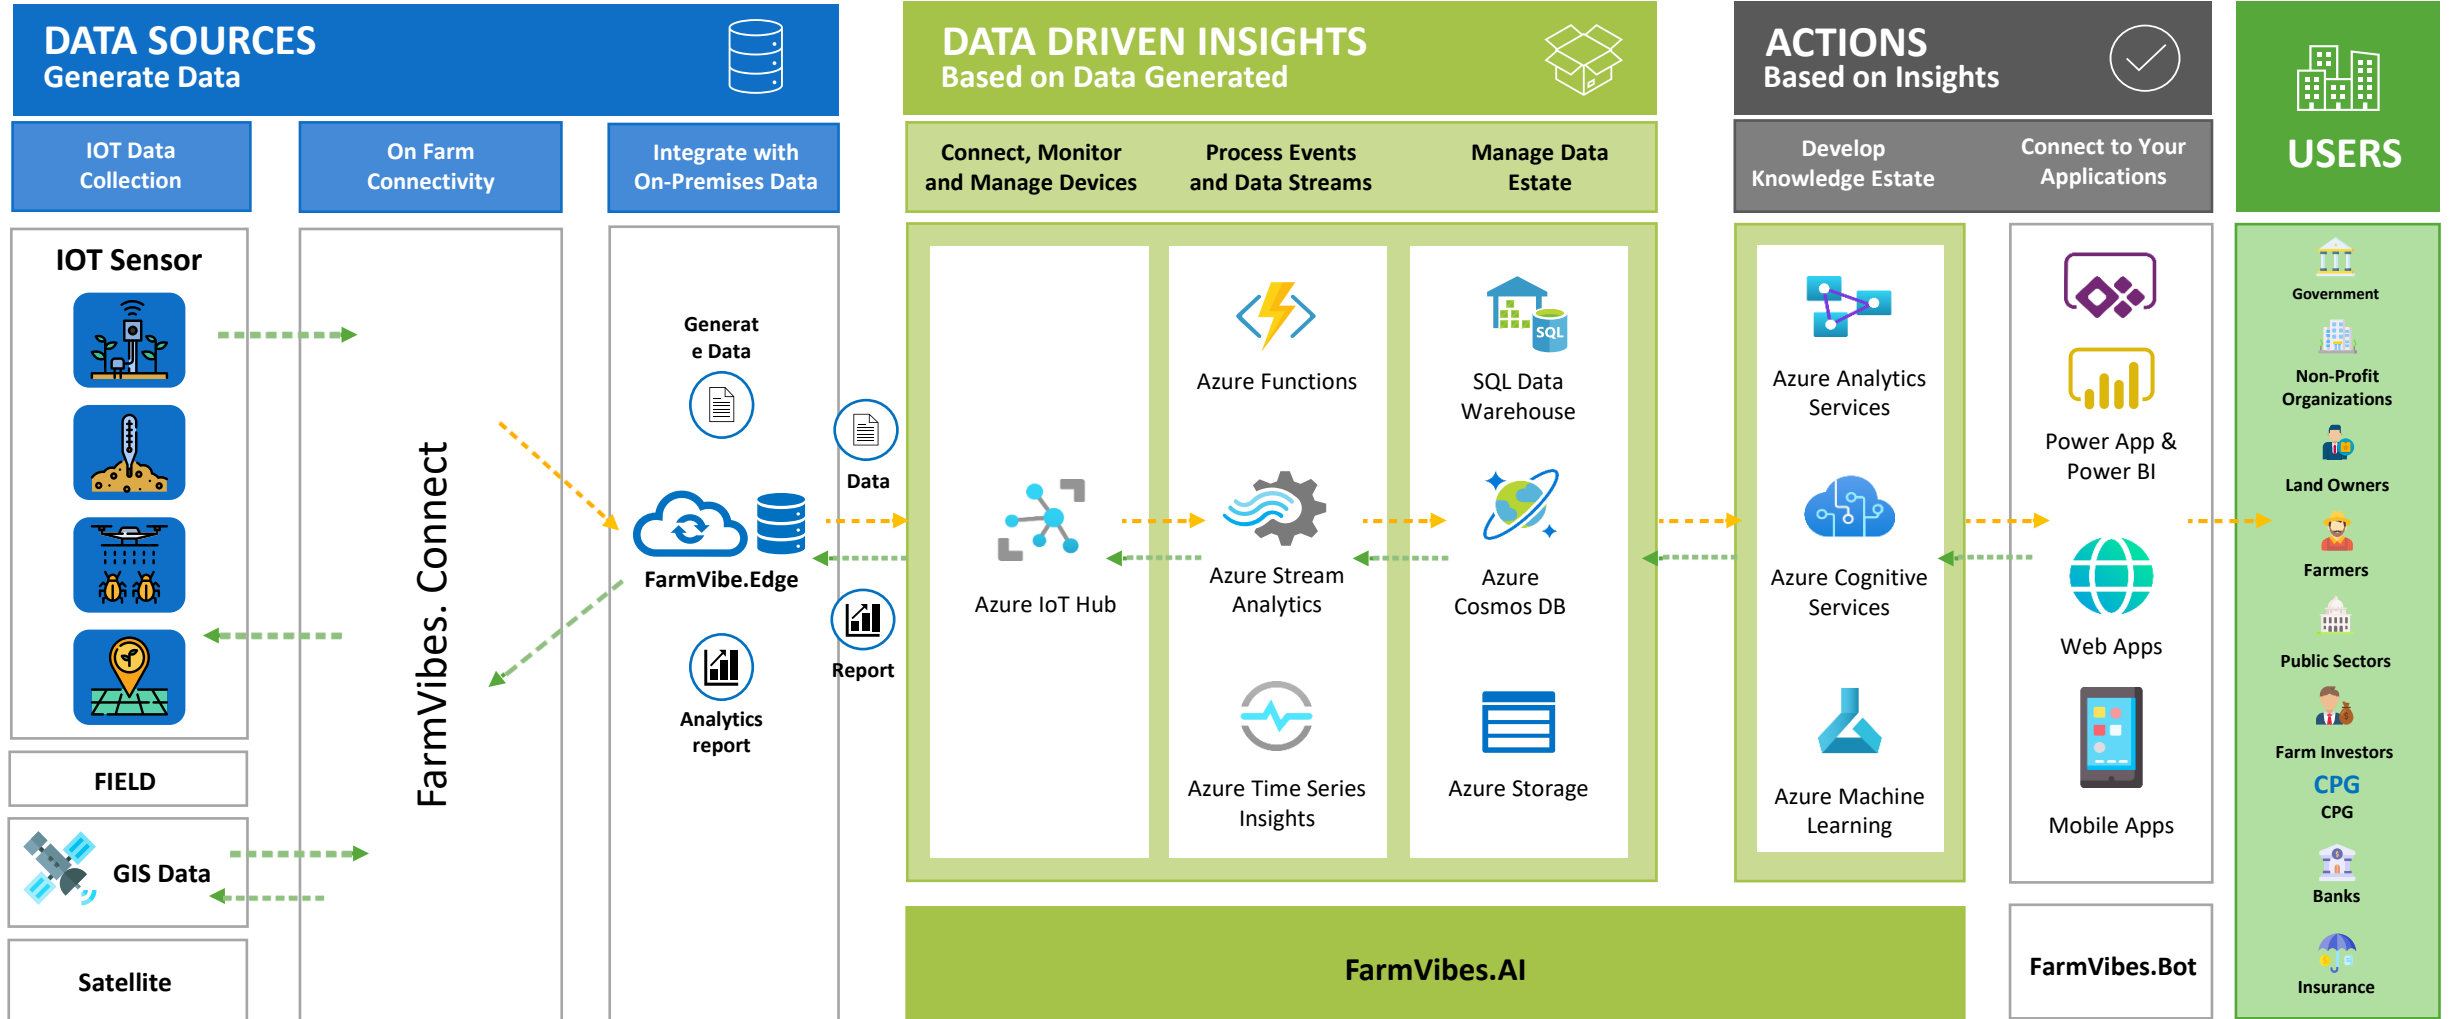 DATA SOURCES
Generate Data
DATA DRIVEN INSIGHTS
Based on Data Generated
ACTIONS
Based on Insights
USERS
IOT Data
Collection
On Farm
Connectivity
Integrate with
On-Premises Data
Connect, Monitor
and Manage Devices
Process Events
and Data Streams
Manage Data
Estate
Develop
Knowledge Estate
Connect to Your
Applications
IOT Sensor
FIELD
GIS Data
Satellite
FarmVibes. Connect
Generat
e Data
FarmVibe.Edge
Analytics
report
Data
Report
Azure IoT Hub
Azure Functions
Azure Stream
Analytics
Azure Time Series
Insights
SQL
SQL Data
Warehouse
Azure
Cosmos DB
Azure Storage
Azure Analytics
Services
Azure Cognitive
Services
Azure Machine
Learning
Power App &
Power BI
Web Apps
Mobile Apps
FarmVibes.AI
FarmVibes.Bot
Government
Non-Profit
Organizations
Land Owners
Farmers
Public Sectors
Farm Investors
CPG
CPG
Banks
Insurance